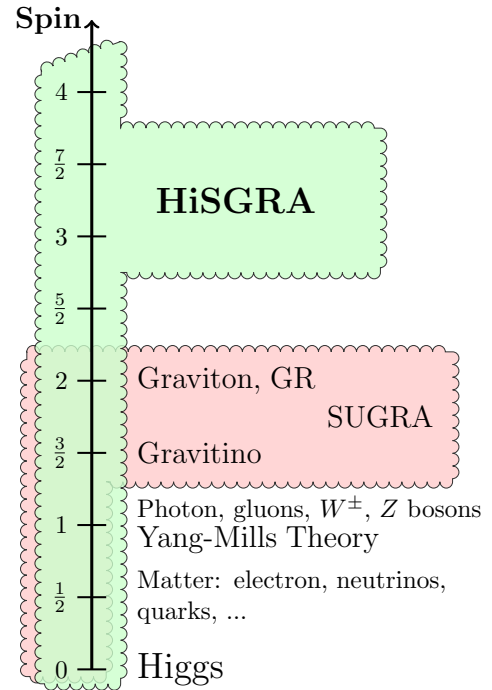 Spin
4
7/2
HiSGRA
3
5/2
2 Graviton, GR
SUGRA
3/2 Gravitino
Photon, gluons, W±, Z bosons
1 Yang-Mills Theory
Matter: electron, neutrinos,
1/2
quarks, ...
0 Higgs